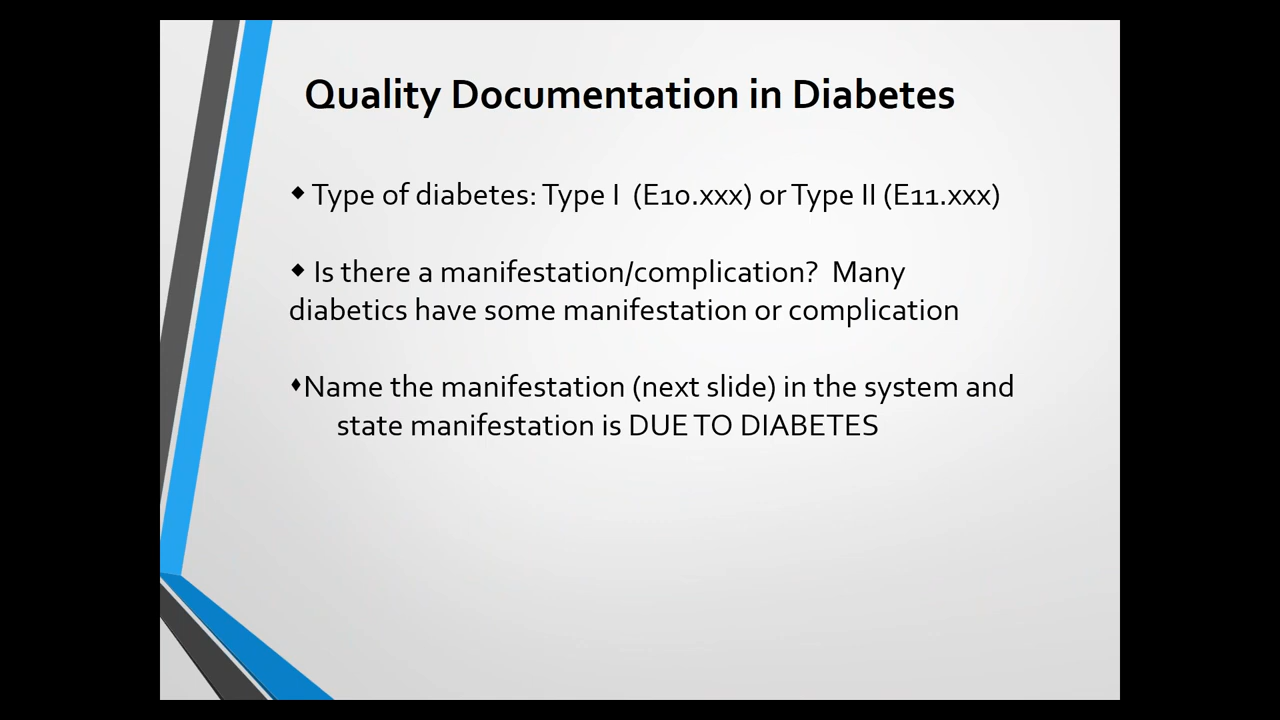 Quality Documentation in Diabetes
◆ Type of diabetes: Type I  (E10.xxx) or Type II (E11.xxx)
◆ Is there a manifestation/complication?  Many
diabetics have some manifestation or complication
♦Name the manifestation (next slide) in the system and
state manifestation is DUE TO DIABETES